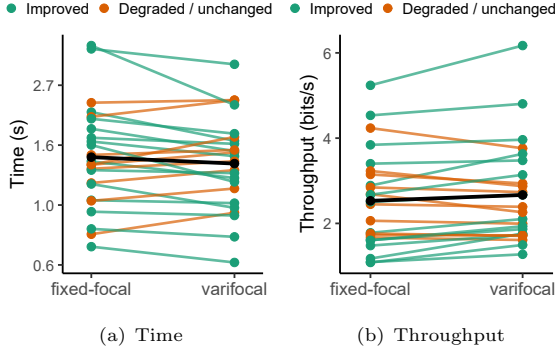 Improved Degraded / unchanged
Time (s)
2.7
1.6
1.0
0.6
fixed-focal varifocal
(a) Time
Improved Degraded / unchanged
Throughput (bits/s)
6
4
2
fixed-focal varifocal
(b) Throughput